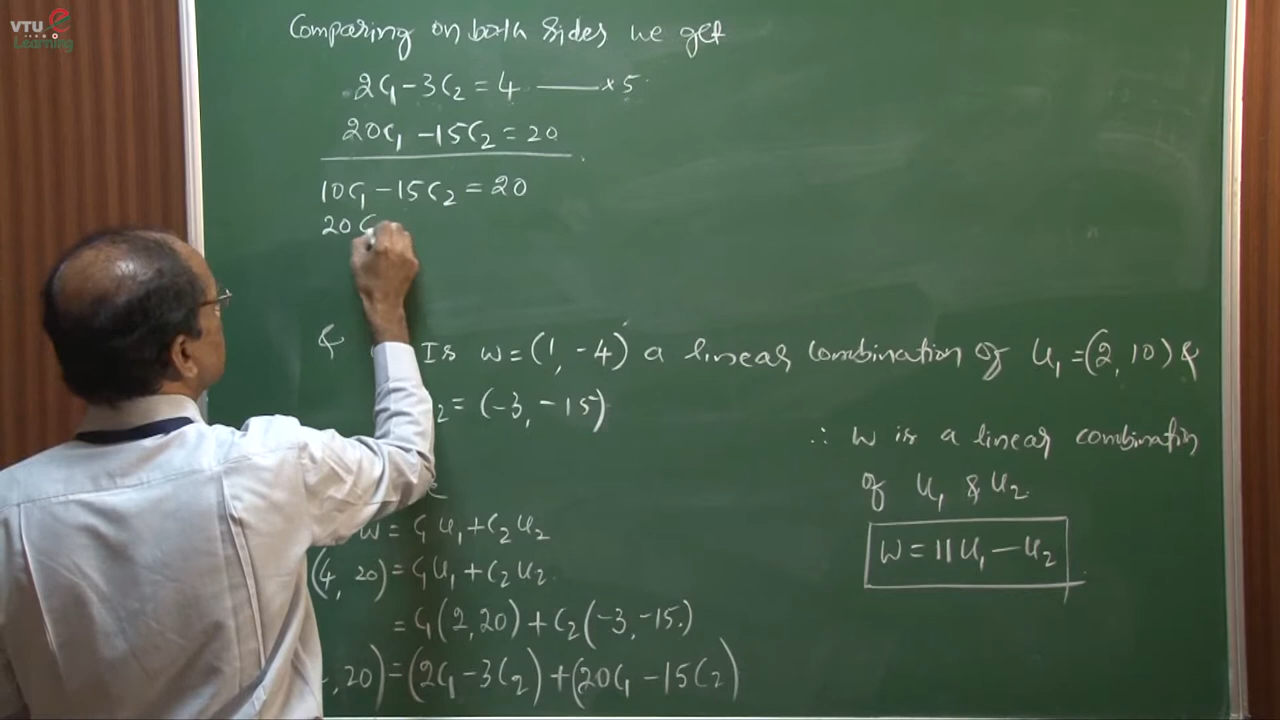 VTU e
Learning
Comparing on both sides we get
2C1 - 3C2 = 4 —— × 5
20C1 - 15C2 = 20
10C1 - 15C2 = 20
20C
Is w = (1, -4) a linear combination of u1 = (2, 10) &
2 = (-3, -15)
∴ w is a linear combination
of u1 & u2
w = 11u1 - u2
w = C1u1 + C2u2
(4, 20) = C1u1 + C2u2
= C1(2, 20) + C2(-3, -15)
, 20) = (2C1 - 3C2) + (20C1 - 15C2)